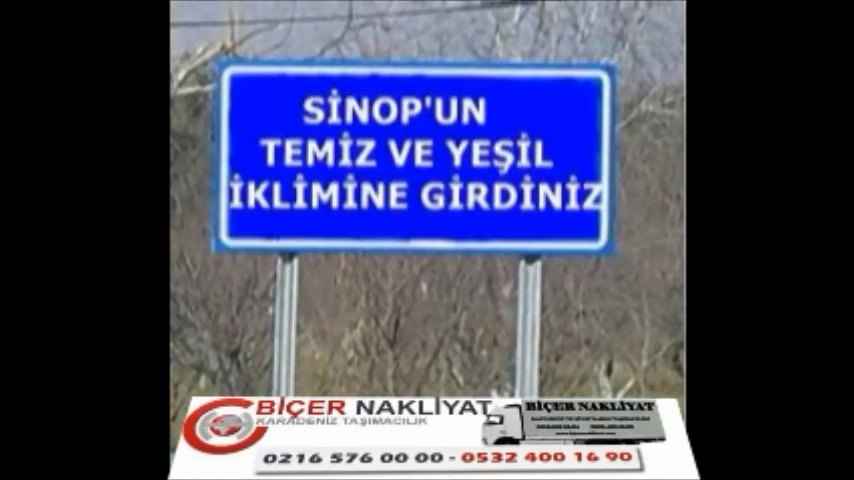 SİNOP'UN
TEMİZ VE YEŞİL
İKLİMİNE GİRDİNİZ
BİÇER NAKLİYAT
KARADENİZ TAŞIMACILIK
BİÇER NAKLİYAT
0216 576 00 00 - 0532 400 16 90